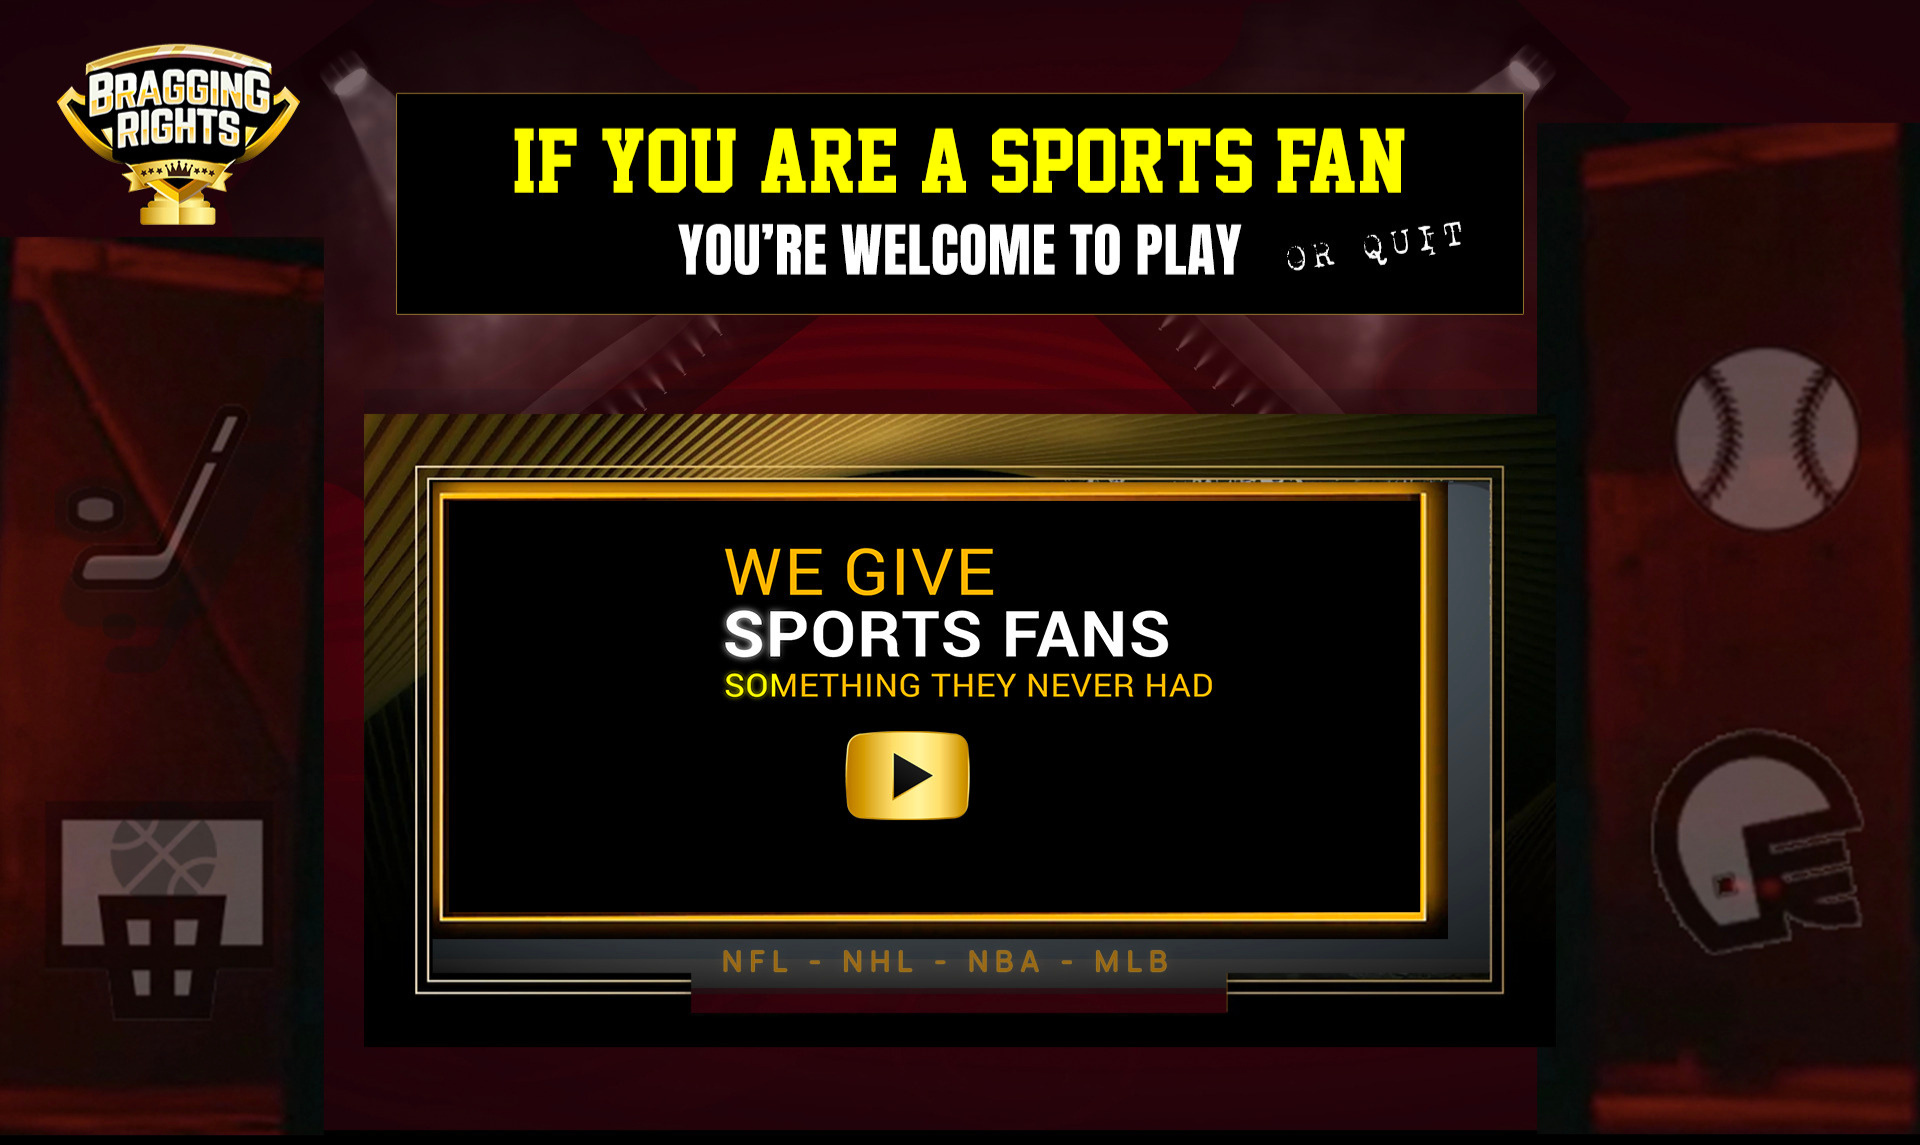 BRAGGING
RIGHTS
IF YOU ARE A SPORTS FAN
YOU'RE WELCOME TO PLAY OR QUIT
WE GIVE
SPORTS FANS
SOMETHING THEY NEVER HAD
NFL - NHL - NBA - MLB